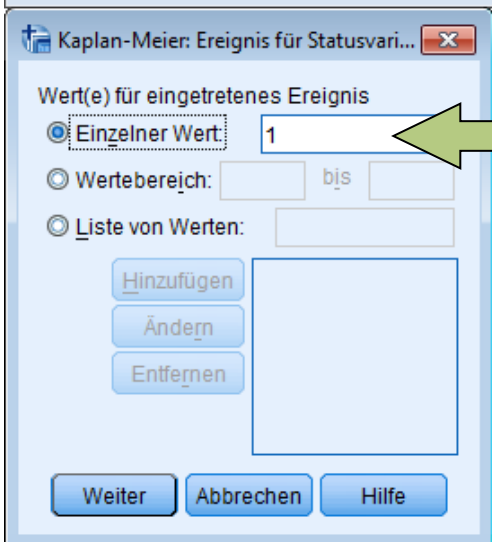 Kaplan-Meier: Ereignis für Statusvari...
Wert(e) für eingetretenes Ereignis
Einzelner Wert: 1
Wertebereich: bis
Liste von Werten:
Hinzufügen
Ändern
Entfernen
Weiter Abbrechen Hilfe